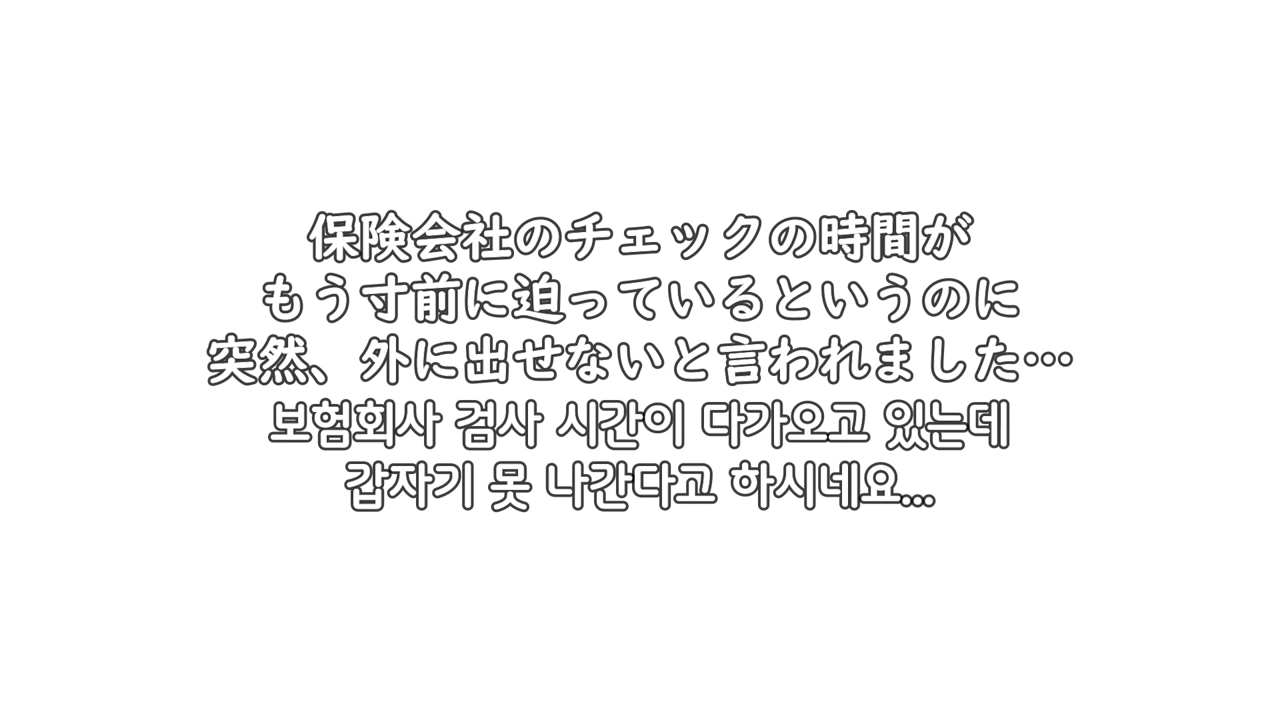 保険会社のチェックの時間が
もう寸前に迫っているというのに
突然、外に出せないと言われました…
보험회사 검사 시간이 다가오고 있는데
갑자기 못 나간다고 하시네요...